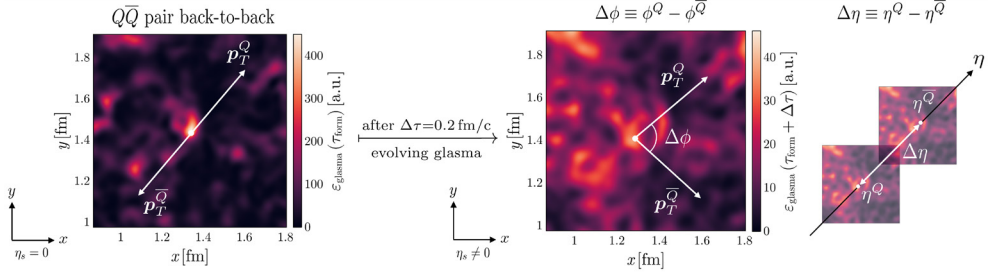 QQ̅ pair back-to-back
p_T^Q
p_T^Q̅
y [fm]
1.8
1.6
1.4
1.2
1
1 1.2 1.4 1.6 1.8
x [fm]
400
300
200
100
0
ε_glasma (τ_form) [a.u.]
y
x
η_s = 0
after Δτ=0.2 fm/c
evolving glasma
Δϕ ≡ ϕ^Q − ϕ^Q̅
p_T^Q
Δϕ
p_T^Q̅
y [fm]
1.8
1.6
1.4
1.2
1
1 1.2 1.4 1.6 1.8
x [fm]
40
30
20
10
0
ε_glasma (τ_form + Δτ) [a.u.]
y
x
η_s ≠ 0
Δη ≡ η^Q − η^Q̅
η
η^Q̅
Δη
η^Q